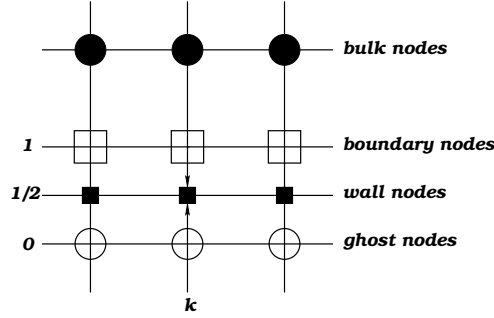 bulk nodes
1 boundary nodes
1/2 wall nodes
0 ghost nodes
k